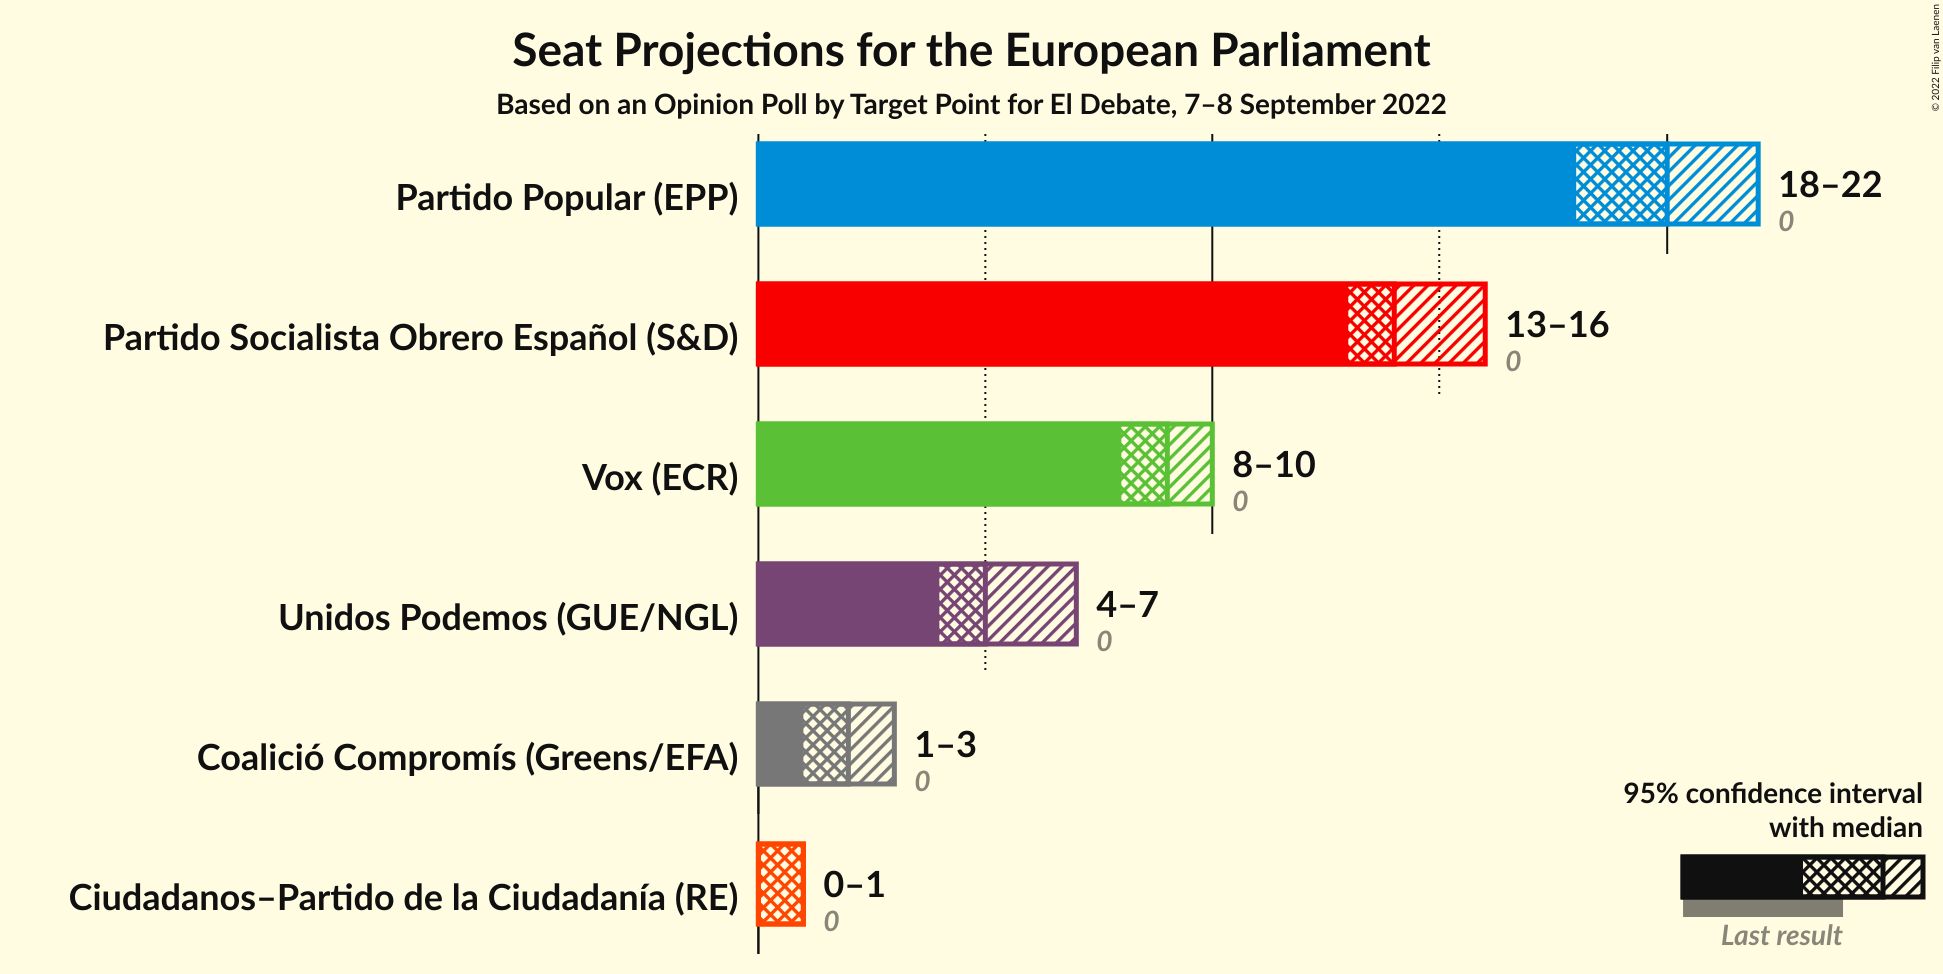 Seat Projections for the European Parliament
Based on an Opinion Poll by Target Point for El Debate, 7–8 September 2022
© 2022 Filip van Laenen
Partido Popular (EPP)
18–22
0
Partido Socialista Obrero Español (S&D)
13–16
0
Vox (ECR)
8–10
0
Unidos Podemos (GUE/NGL)
4–7
0
Coalició Compromís (Greens/EFA)
1–3
0
Ciudadanos–Partido de la Ciudadanía (RE)
0–1
0
95% confidence interval
with median
Last result